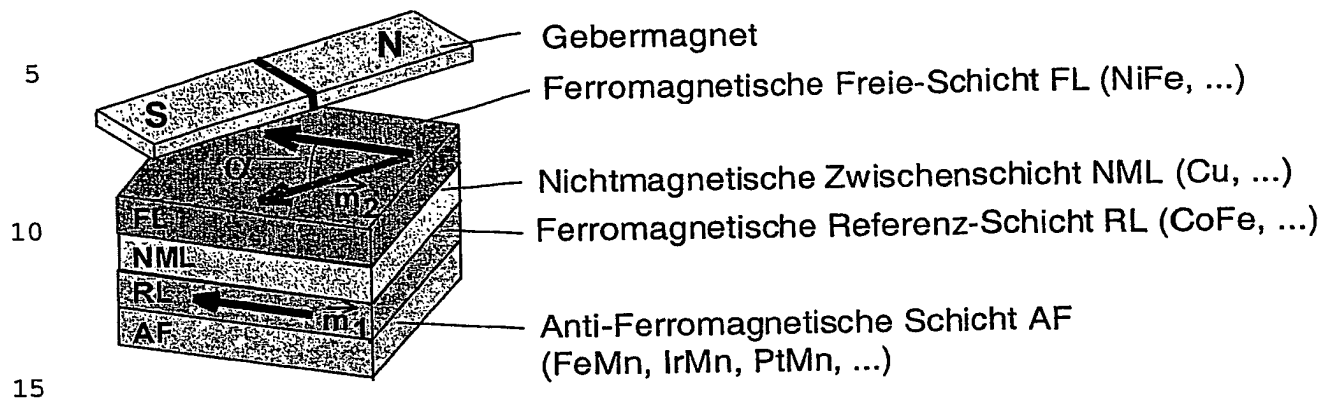 N
Gebermagnet
5
Ferromagnetische Freie-Schicht FL (NiFe, ...)
S
α
m₂
Nichtmagnetische Zwischenschicht NML (Cu, ...)
FL
10
Ferromagnetische Referenz-Schicht RL (CoFe, ...)
NML
RL
m₁
Anti-Ferromagnetische Schicht AF
AF
(FeMn, IrMn, PtMn, ...)
15